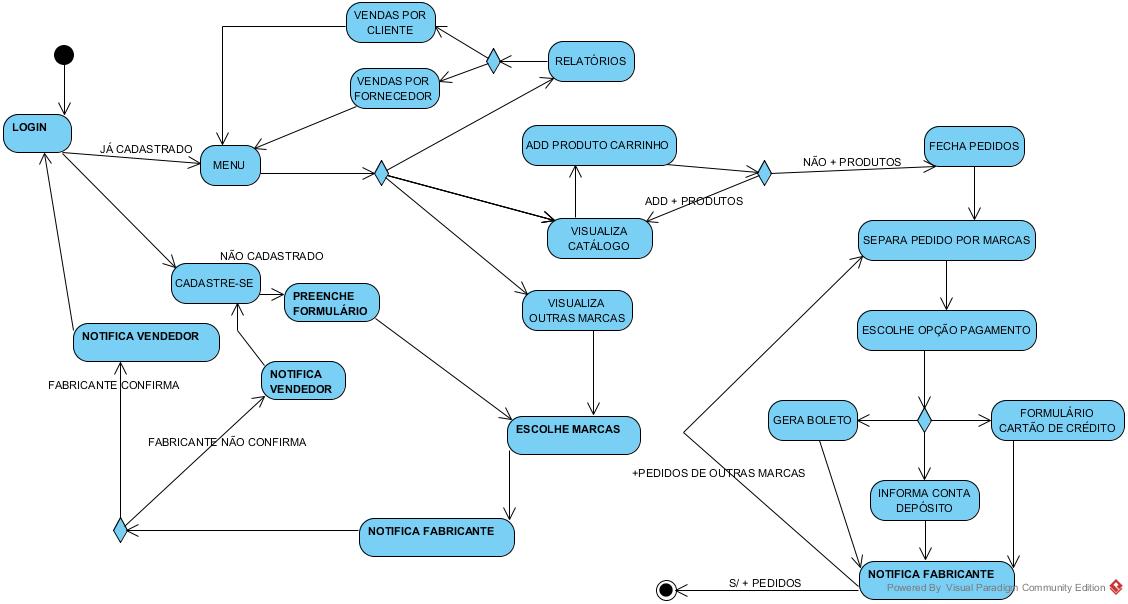 VENDAS POR
CLIENTE
RELATÓRIOS
VENDAS POR
FORNECEDOR
LOGIN
JÁ CADASTRADO
MENU
ADD PRODUTO CARRINHO
NÃO + PRODUTOS
FECHA PEDIDOS
ADD + PRODUTOS
VISUALIZA
CATÁLOGO
SEPARA PEDIDO POR MARCAS
NÃO CADASTRADO
CADASTRE-SE
PREENCHE
FORMULÁRIO
VISUALIZA
OUTRAS MARCAS
ESCOLHE OPÇÃO PAGAMENTO
NOTIFICA VENDEDOR
FABRICANTE CONFIRMA
NOTIFICA
VENDEDOR
FABRICANTE NÃO CONFIRMA
ESCOLHE MARCAS
GERA BOLETO
FORMULÁRIO
CARTÃO DE CRÉDITO
+PEDIDOS DE OUTRAS MARCAS
INFORMA CONTA
DEPÓSITO
NOTIFICA FABRICANTE
NOTIFICA FABRICANTE
S/ + PEDIDOS
Powered By Visual Paradigm Community Edition